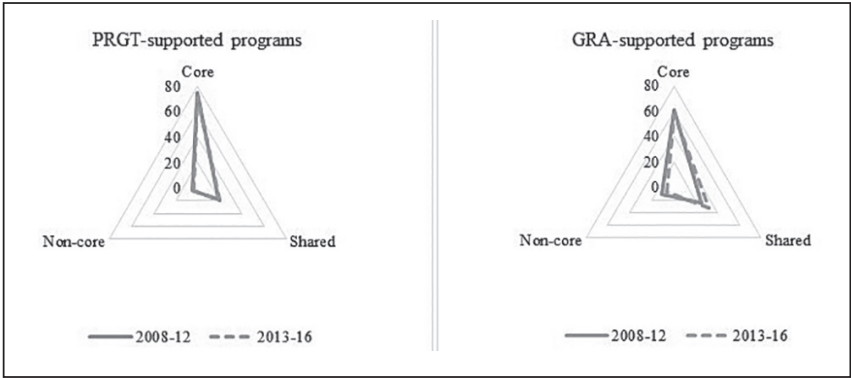 PRGT-supported programs
Core
80
60
40
20
0
Non-core
Shared
2008-12
2013-16
GRA-supported programs
Core
80
60
40
20
0
Non-core
Shared
2008-12
2013-16